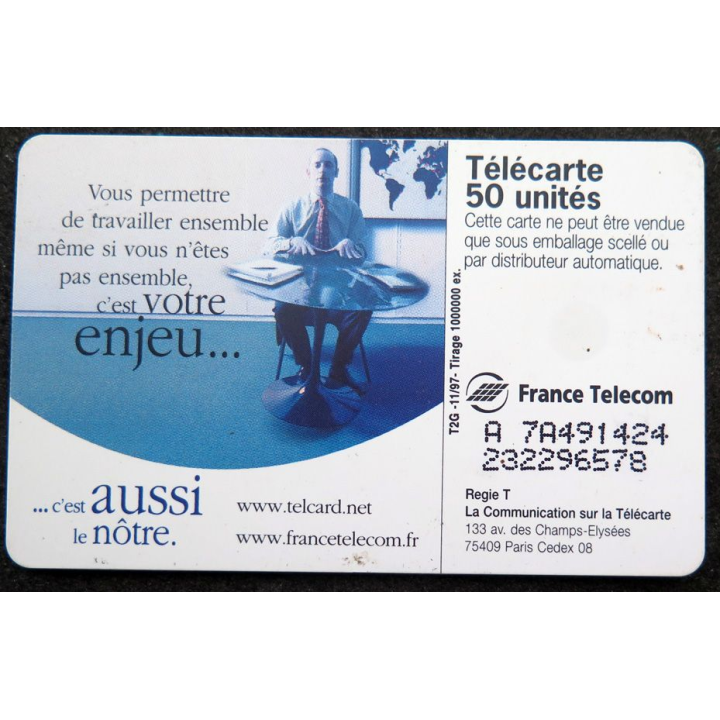 Vous permettre
de travailler ensemble
même si vous n'êtes
pas ensemble,
c'est votre
enjeu...
... c'est aussi
le nôtre.
www.telcard.net
www.francetelecom.fr
T2G -11/97- Tirage 1000000 ex.
Télécarte
50 unités
Cette carte ne peut être vendue
que sous emballage scellé ou
par distributeur automatique.
France Telecom
A 7A491424
232296578
Regie T
La Communication sur la Télécarte
133 av. des Champs-Elysées
75409 Paris Cedex 08